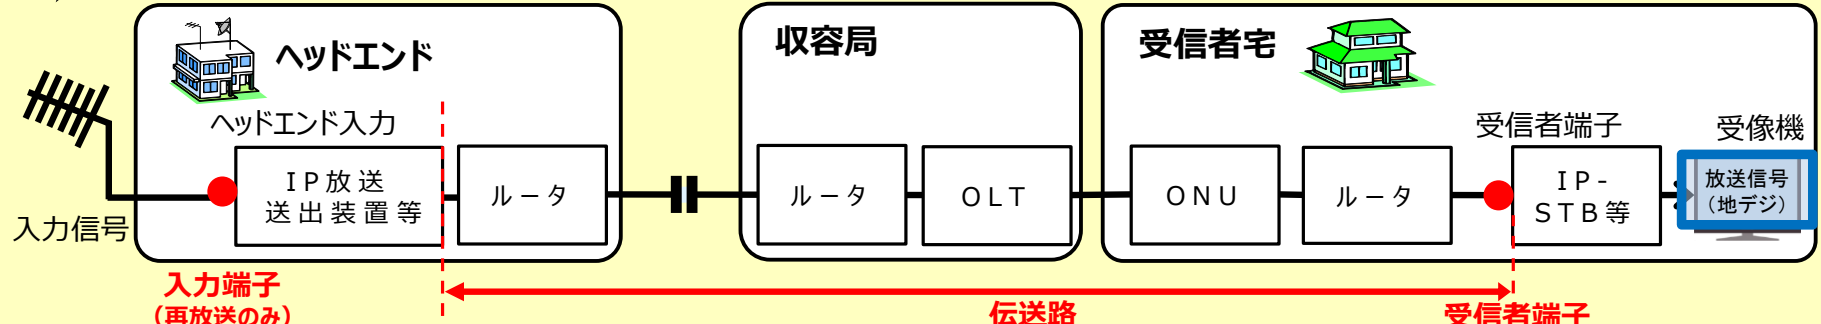 ヘッドエンド
収容局
受信者宅
ヘッドエンド入力
受信者端子
受像機
IP放送
送出装置等
ルータ
ルータ
OLT
ONU
ルータ
IP-
STB等
放送信号
(地デジ)
入力信号
入力端子
(再放送のみ)
伝送路
受信者端子